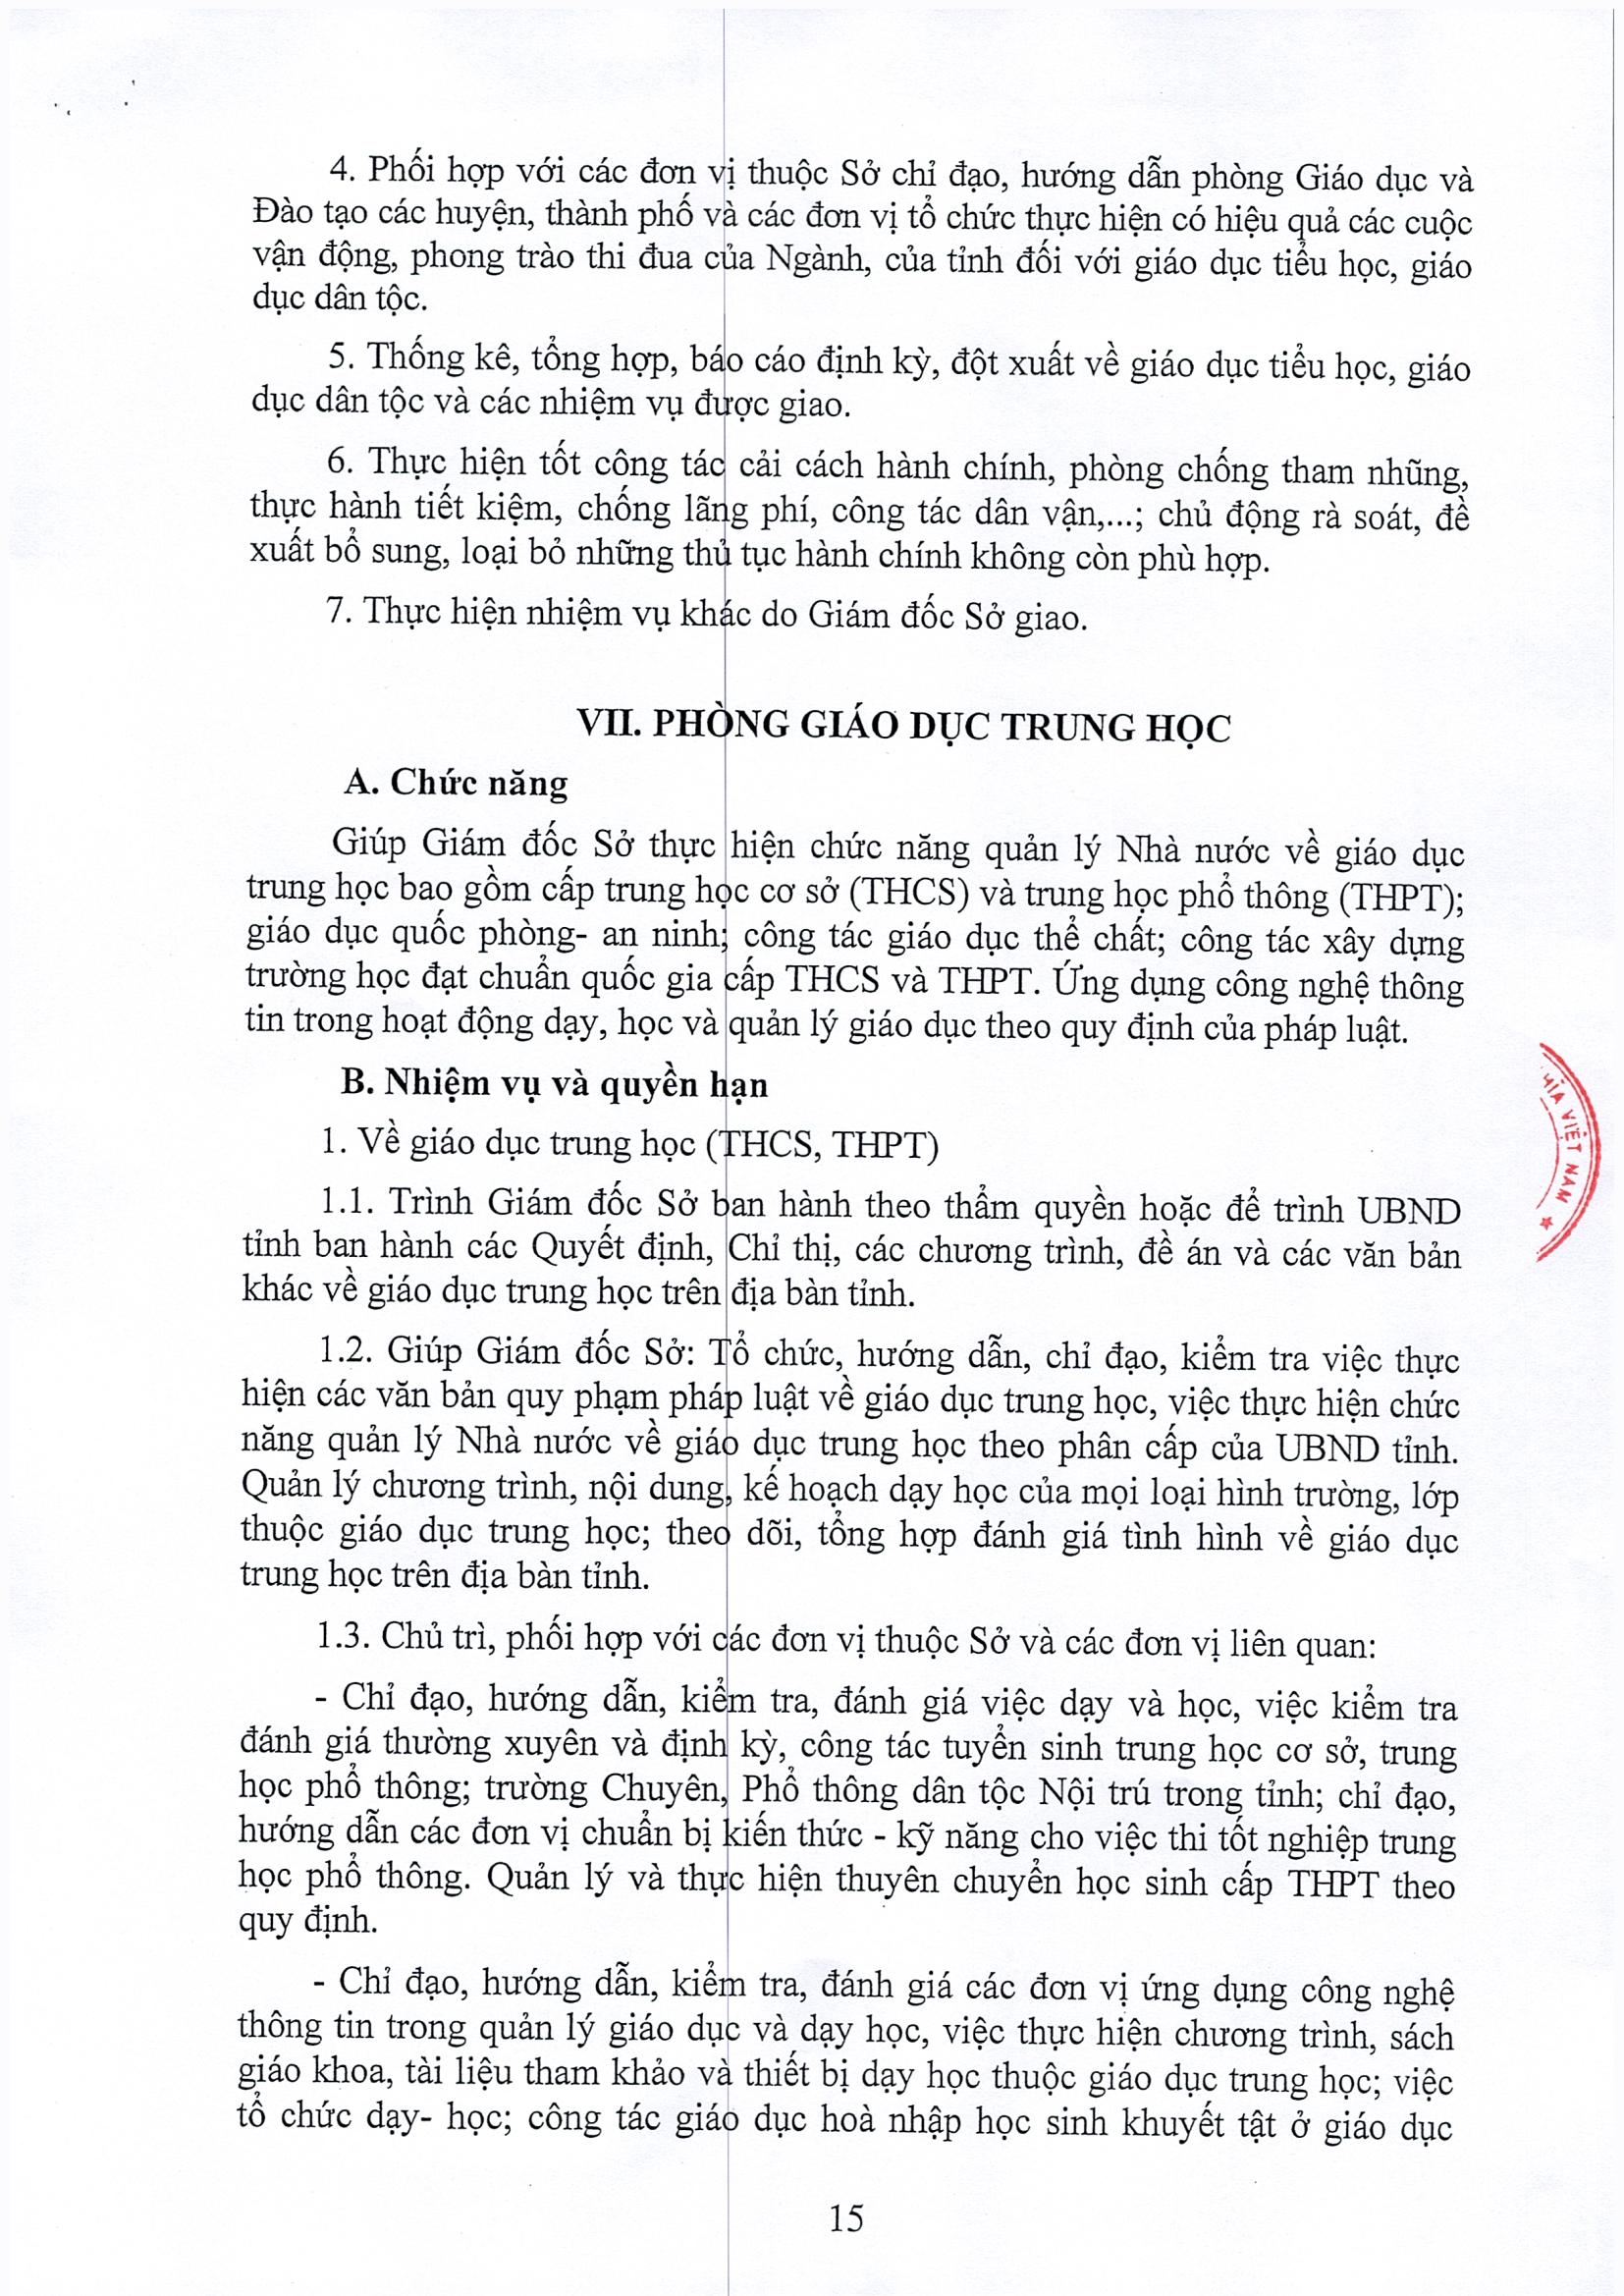 4. Phối hợp với các đơn vị thuộc Sở chỉ đạo, hướng dẫn phòng Giáo dục và
Đào tạo các huyện, thành phố và các đơn vị tổ chức thực hiện có hiệu quả các cuộc
vận động, phong trào thi đua của Ngành, của tỉnh đối với giáo dục tiểu học, giáo
dục dân tộc.
5. Thống kê, tổng hợp, báo cáo định kỳ, đột xuất về giáo dục tiểu học, giáo
dục dân tộc và các nhiệm vụ được giao.
6. Thực hiện tốt công tác cải cách hành chính, phòng chống tham nhũng,
thực hành tiết kiệm, chống lãng phí, công tác dân vận,...; chủ động rà soát, đề
xuất bổ sung, loại bỏ những thủ tục hành chính không còn phù hợp.
7. Thực hiện nhiệm vụ khác do Giám đốc Sở giao.
VII. PHÒNG GIÁO DỤC TRUNG HỌC
A. Chức năng
Giúp Giám đốc Sở thực hiện chức năng quản lý Nhà nước về giáo dục
trung học bao gồm cấp trung học cơ sở (THCS) và trung học phổ thông (THPT);
giáo dục quốc phòng- an ninh; công tác giáo dục thể chất; công tác xây dựng
trường học đạt chuẩn quốc gia cấp THCS và THPT. Ứng dụng công nghệ thông
tin trong hoạt động dạy, học và quản lý giáo dục theo quy định của pháp luật.
B. Nhiệm vụ và quyền hạn
1. Về giáo dục trung học (THCS, THPT)
1.1. Trình Giám đốc Sở ban hành theo thẩm quyền hoặc để trình UBND
tỉnh ban hành các Quyết định, Chỉ thị, các chương trình, đề án và các văn bản
khác về giáo dục trung học trên địa bàn tỉnh.
1.2. Giúp Giám đốc Sở: Tổ chức, hướng dẫn, chỉ đạo, kiểm tra việc thực
hiện các văn bản quy phạm pháp luật về giáo dục trung học, việc thực hiện chức
năng quản lý Nhà nước về giáo dục trung học theo phân cấp của UBND tỉnh.
Quản lý chương trình, nội dung, kế hoạch dạy học của mọi loại hình trường, lớp
thuộc giáo dục trung học; theo dõi, tổng hợp đánh giá tình hình về giáo dục
trung học trên địa bàn tỉnh.
1.3. Chủ trì, phối hợp với các đơn vị thuộc Sở và các đơn vị liên quan:
- Chỉ đạo, hướng dẫn, kiểm tra, đánh giá việc dạy và học, việc kiểm tra
đánh giá thường xuyên và định kỳ, công tác tuyển sinh trung học cơ sở, trung
học phổ thông; trường Chuyên, Phổ thông dân tộc Nội trú trong tỉnh; chỉ đạo,
hướng dẫn các đơn vị chuẩn bị kiến thức - kỹ năng cho việc thi tốt nghiệp trung
học phổ thông. Quản lý và thực hiện thuyên chuyển học sinh cấp THPT theo
quy định.
- Chỉ đạo, hướng dẫn, kiểm tra, đánh giá các đơn vị ứng dụng công nghệ
thông tin trong quản lý giáo dục và dạy học, việc thực hiện chương trình, sách
giáo khoa, tài liệu tham khảo và thiết bị dạy học thuộc giáo dục trung học; việc
tổ chức dạy- học; công tác giáo dục hoà nhập học sinh khuyết tật ở giáo dục
VIỆT NAM
15